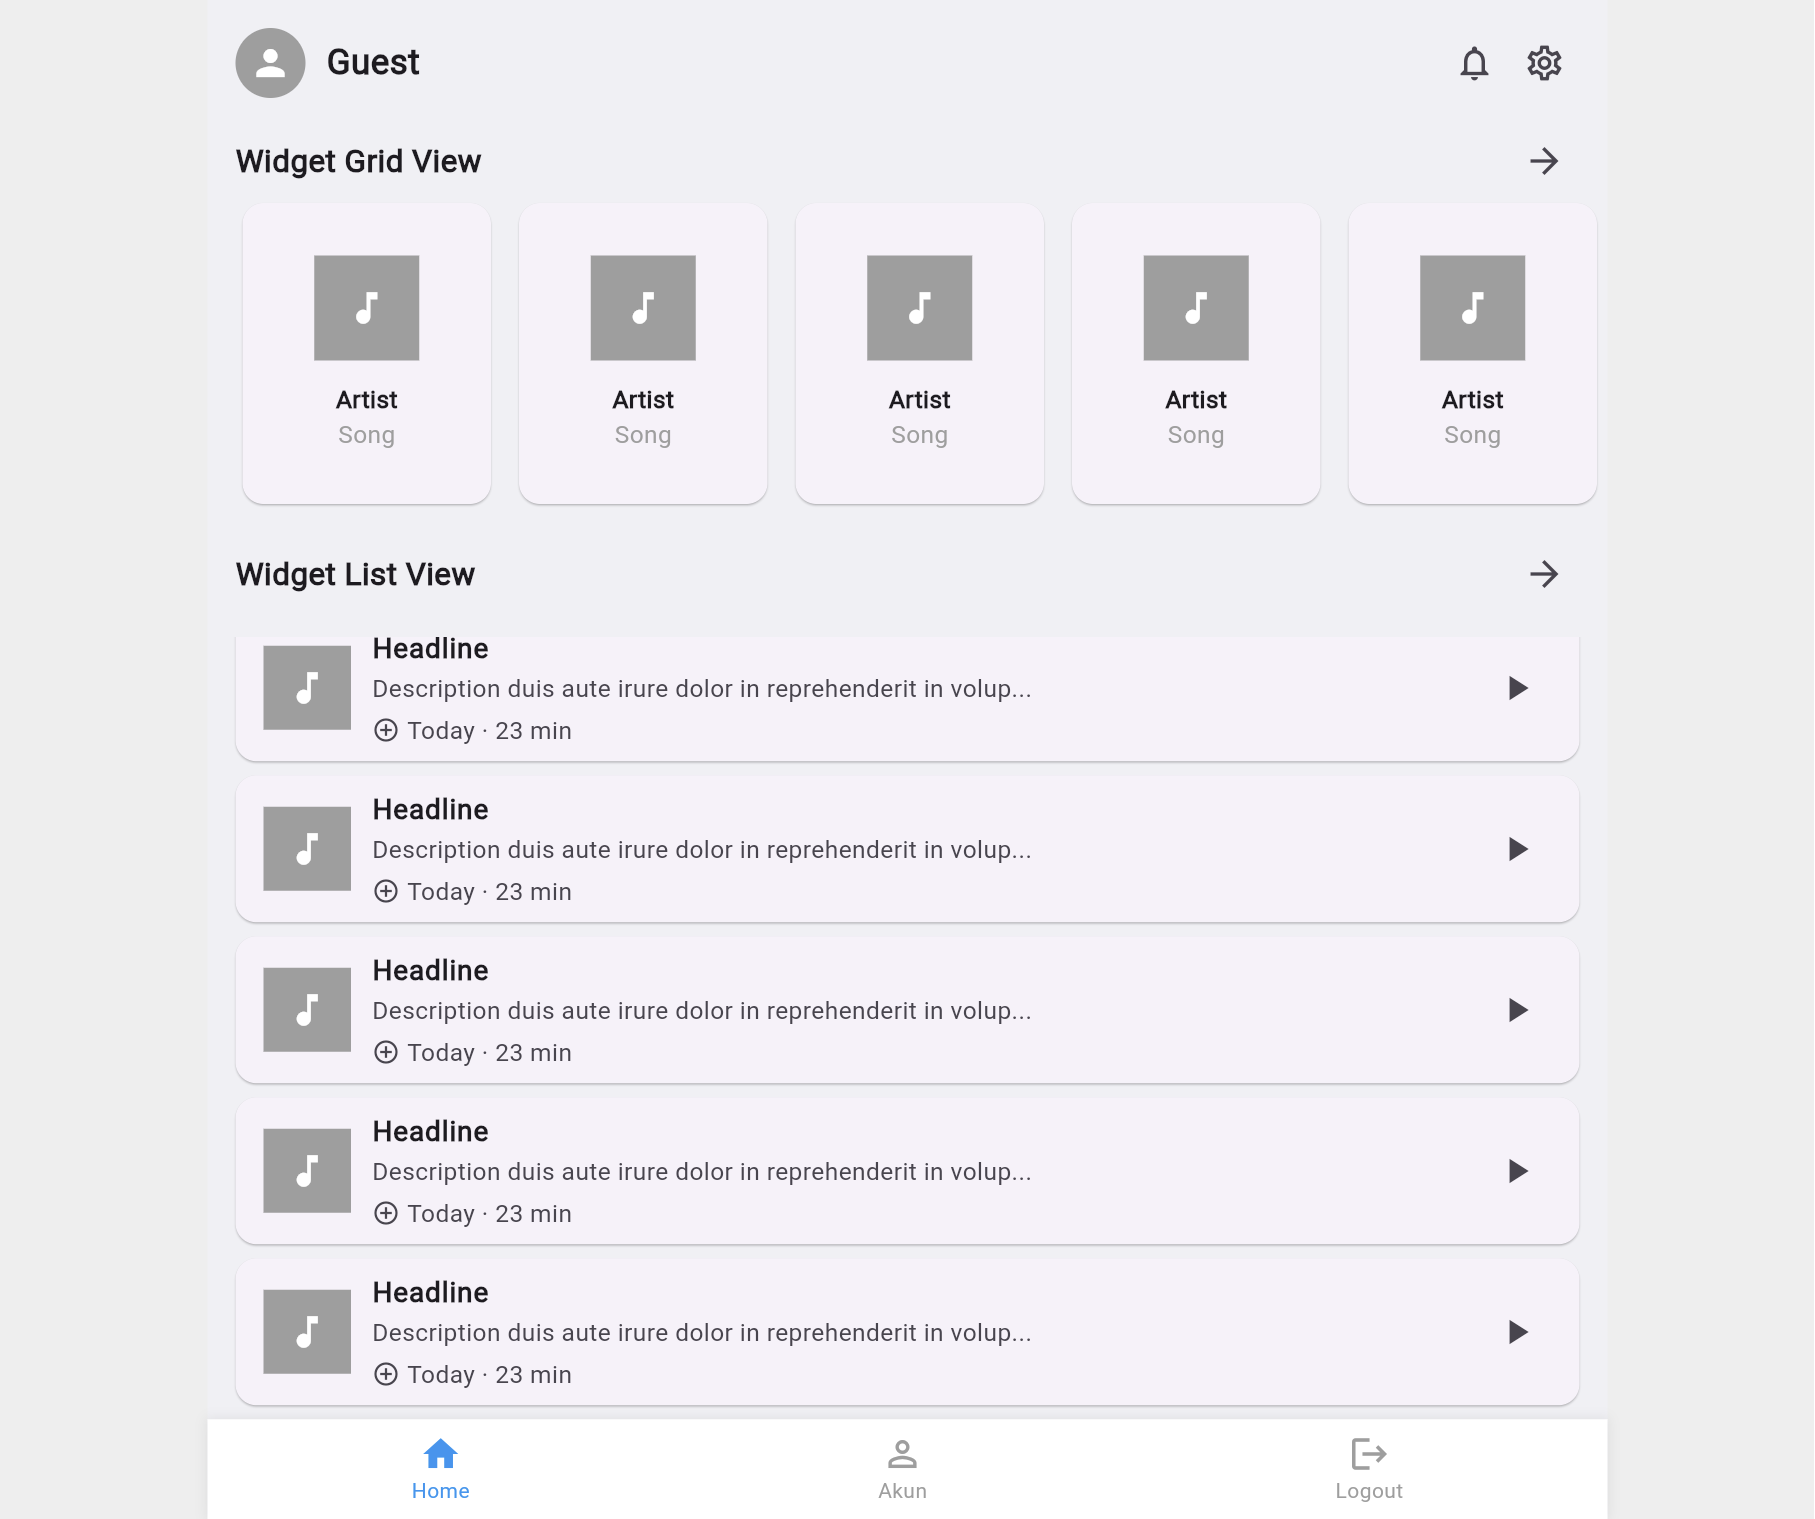 Guest
Widget Grid View
Artist
Song
Artist
Song
Artist
Song
Artist
Song
Artist
Song
Widget List View
Headline
Description duis aute irure dolor in reprehenderit in volup...
Today · 23 min
Headline
Description duis aute irure dolor in reprehenderit in volup...
Today · 23 min
Headline
Description duis aute irure dolor in reprehenderit in volup...
Today · 23 min
Headline
Description duis aute irure dolor in reprehenderit in volup...
Today · 23 min
Headline
Description duis aute irure dolor in reprehenderit in volup...
Today · 23 min
Home
Akun
Logout